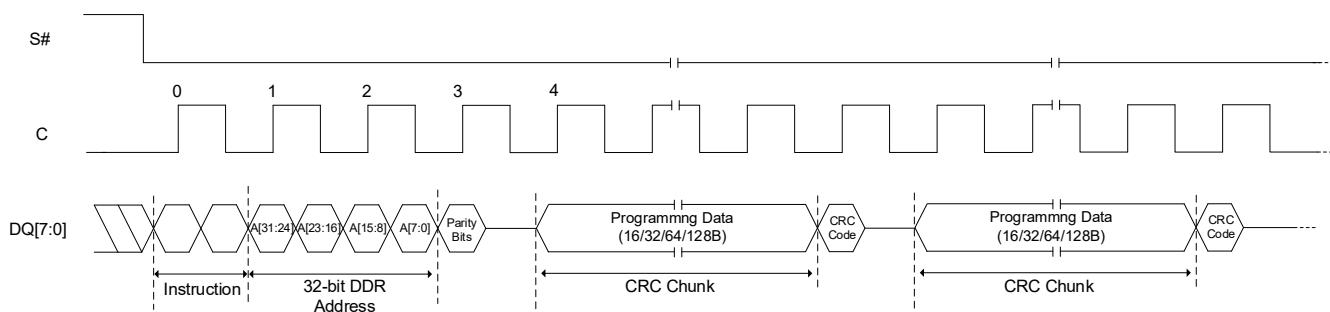 S#
0 1 2 3 4
C
DQ[7:0]
A[31:24] A[23:16] A[15:8] A[7:0]
Parity
Bits
Programmng Data
(16/32/64/128B)
CRC
Code
Programmng Data
(16/32/64/128B)
CRC
Code
Instruction
32-bit DDR
Address
CRC Chunk
CRC Chunk